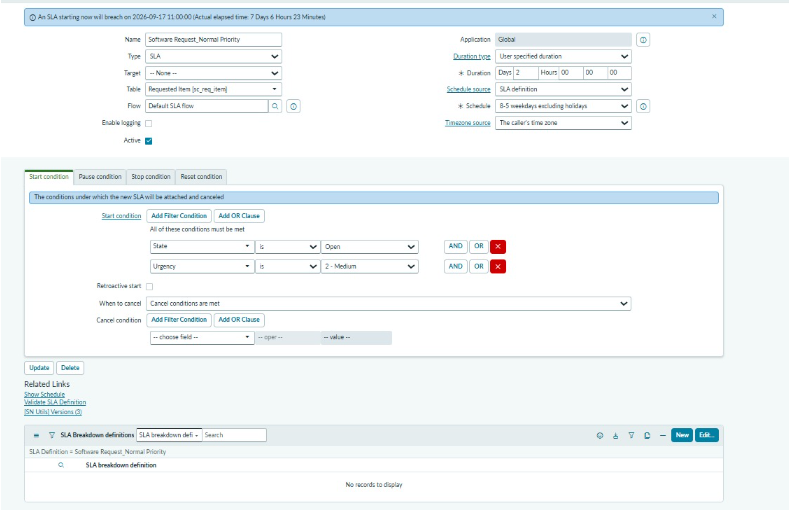 An SLA starting now will breach on 2026-09-17 11:00:00 (Actual elapsed time: 7 Days 6 Hours 23 Minutes)
Name Software Request_Normal Priority Application Global
Type SLA Duration type User specified duration
Target -- None -- Duration Days 2 Hours 00 00 00
Table Requested Item [sc_req_item] Schedule source SLA definition
Flow Default SLA flow Schedule 8-5 weekdays excluding holidays
Enable logging Timezone source The caller's time zone
Active
Start condition Pause condition Stop condition Reset condition
The conditions under which the new SLA will be attached and canceled
Start condition Add Filter Condition Add OR Clause
All of these conditions must be met
State is Open AND OR
Urgency is 2 - Medium AND OR
Retroactive start
When to cancel Cancel conditions are met
Cancel condition Add Filter Condition Add OR Clause
-- choose field -- -- oper -- -- value --
Update Delete
Related Links
Show Schedule
Validate SLA Definition
[SN Utils] Versions (3)
SLA Breakdown definitions SLA breakdown defi Search New Edit...
SLA Definition = Software Request_Normal Priority
SLA breakdown definition
No records to display